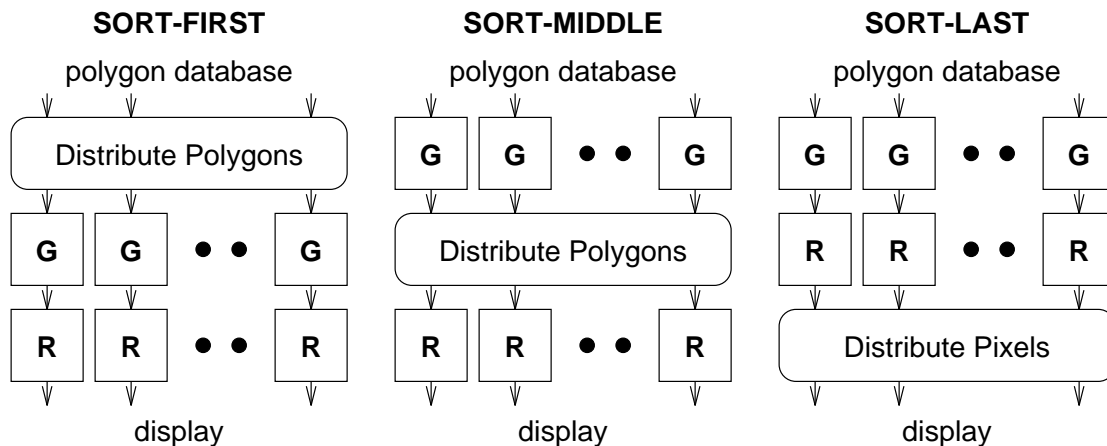 SORT-FIRST
polygon database
Distribute Polygons
G G G
R R R
display
SORT-MIDDLE
polygon database
G G G
Distribute Polygons
R R R
display
SORT-LAST
polygon database
G G G
R R R
Distribute Pixels
display